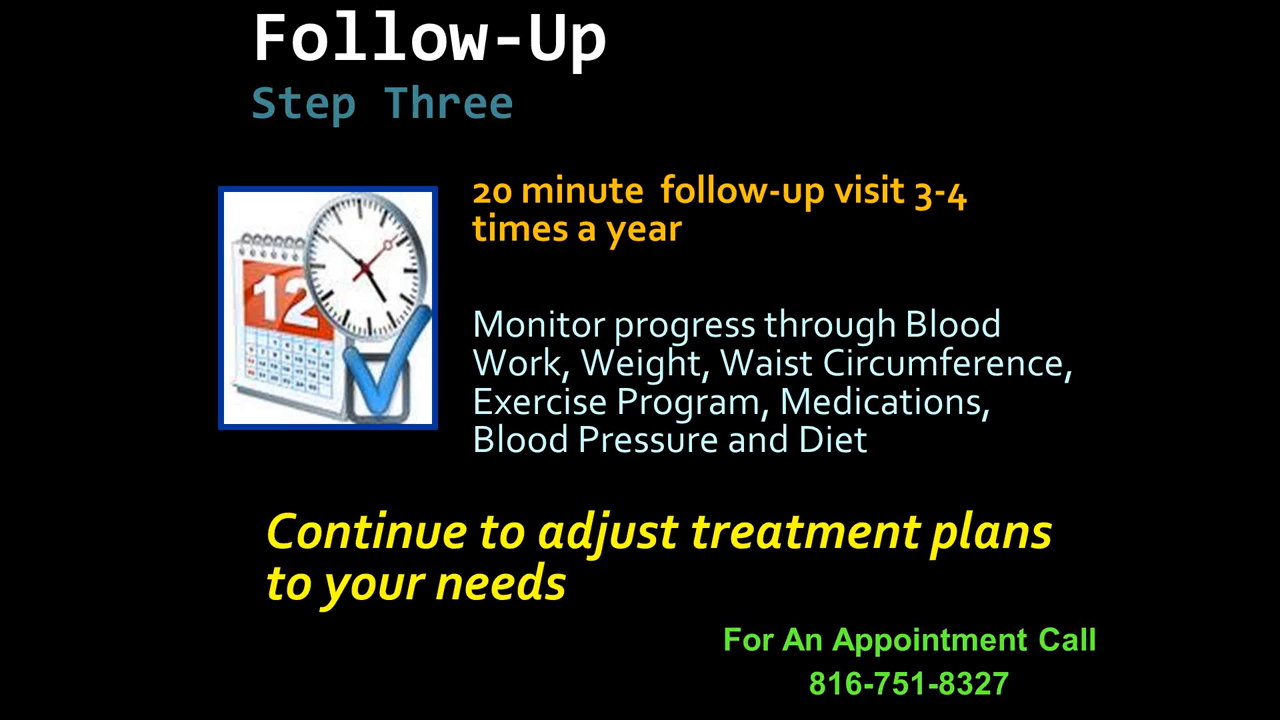 Follow-Up
Step Three
20 minute  follow-up visit 3-4
times a year
12
Monitor progress through Blood
Work, Weight, Waist Circumference,
Exercise Program, Medications,
Blood Pressure and Diet
Continue to adjust treatment plans
to your needs
For An Appointment Call
816-751-8327